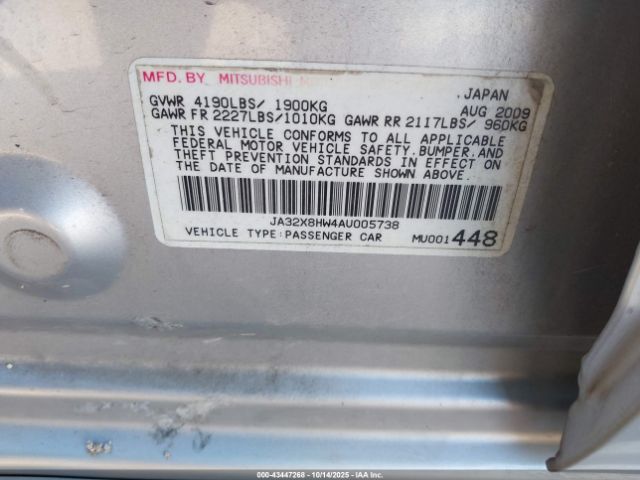 MFD. BY MITSUBISHI
JAPAN
GVWR 4190LBS/ 1900KG AUG 2009
GAWR FR 2227LBS/1010KG GAWR RR 2117LBS/ 960KG
THIS VEHICLE CONFORMS TO ALL APPLICABLE
FEDERAL MOTOR VEHICLE SAFETY, BUMPER, AND
THEFT PREVENTION STANDARDS IN EFFECT ON
THE DATE OF MANUFACTURE SHOWN ABOVE.
JA32X8HW4AU005738
VEHICLE TYPE: PASSENGER CAR MU001448
000-43447268 - 10/14/2025 - IAAI, Inc. Copyright